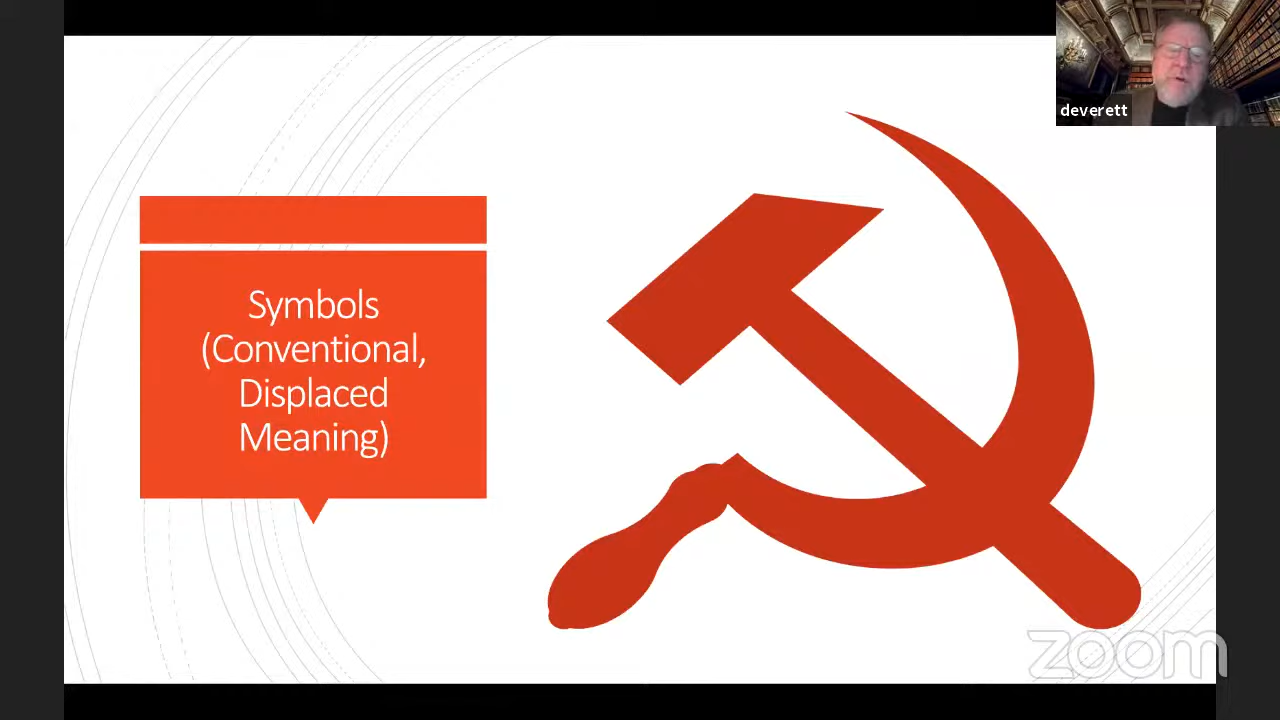 deverett
Symbols
(Conventional,
Displaced
Meaning)
zoom